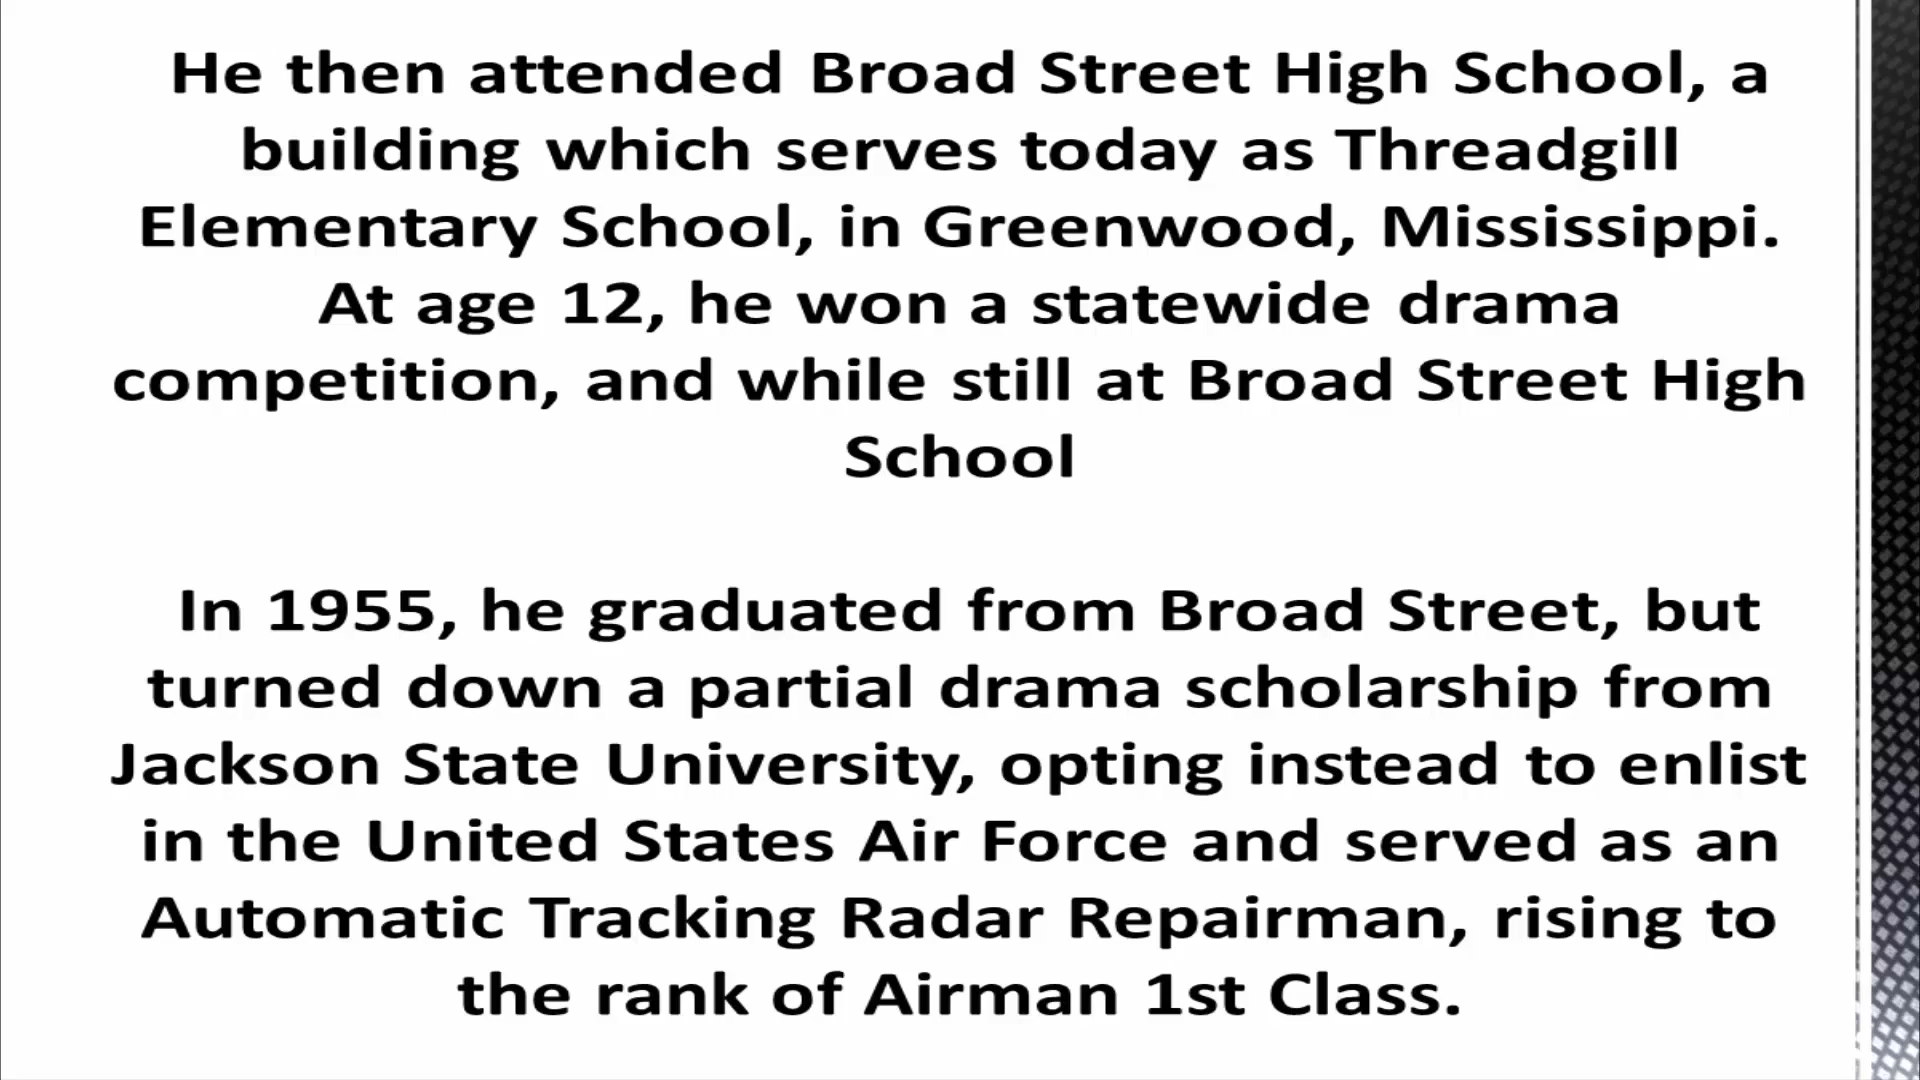 He then attended Broad Street High School, a
building which serves today as Threadgill
Elementary School, in Greenwood, Mississippi.
At age 12, he won a statewide drama
competition, and while still at Broad Street High
School
In 1955, he graduated from Broad Street, but
turned down a partial drama scholarship from
Jackson State University, opting instead to enlist
in the United States Air Force and served as an
Automatic Tracking Radar Repairman, rising to
the rank of Airman 1st Class.